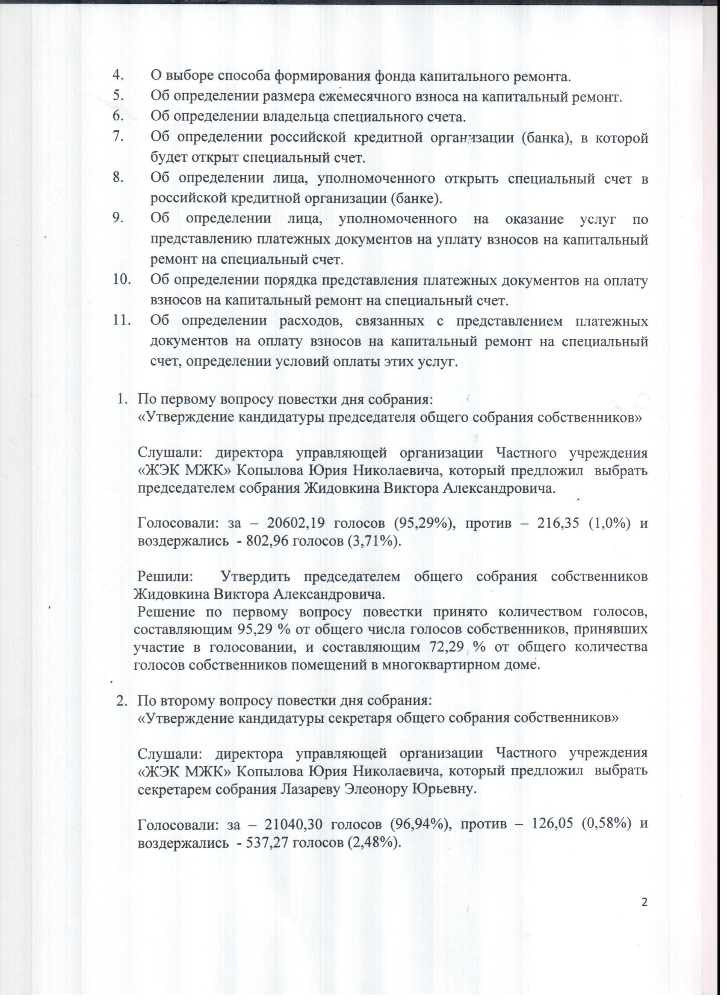 4. О выборе способа формирования фонда капитального ремонта.
5. Об определении размера ежемесячного взноса на капитальный ремонт.
6. Об определении владельца специального счета.
7. Об определении российской кредитной организации (банка), в которой
будет открыт специальный счет.
8. Об определении лица, уполномоченного открыть специальный счет в
российской кредитной организации (банке).
9. Об определении лица, уполномоченного на оказание услуг по
представлению платежных документов на уплату взносов на капитальный
ремонт на специальный счет.
10. Об определении порядка представления платежных документов на оплату
взносов на капитальный ремонт на специальный счет.
11. Об определении расходов, связанных с представлением платежных
документов на оплату взносов на капитальный ремонт на специальный
счет, определении условий оплаты этих услуг.
1. По первому вопросу повестки дня собрания:
«Утверждение кандидатуры председателя общего собрания собственников»
Слушали: директора управляющей организации Частного учреждения
«ЖЭК МЖК» Копылова Юрия Николаевича, который предложил выбрать
председателем собрания Жидовкина Виктора Александровича.
Голосовали: за – 20602,19 голосов (95,29%), против – 216,35 (1,0%) и
воздержались - 802,96 голосов (3,71%).
Решили: Утвердить председателем общего собрания собственников
Жидовкина Виктора Александровича.
Решение по первому вопросу повестки принято количеством голосов,
составляющим 95,29 % от общего числа голосов собственников, принявших
участие в голосовании, и составляющим 72,29 % от общего количества
голосов собственников помещений в многоквартирном доме.
2. По второму вопросу повестки дня собрания:
«Утверждение кандидатуры секретаря общего собрания собственников»
Слушали: директора управляющей организации Частного учреждения
«ЖЭК МЖК» Копылова Юрия Николаевича, который предложил выбрать
секретарем собрания Лазареву Элеонору Юрьевну.
Голосовали: за – 21040,30 голосов (96,94%), против – 126,05 (0,58%) и
воздержались - 537,27 голосов (2,48%).
2